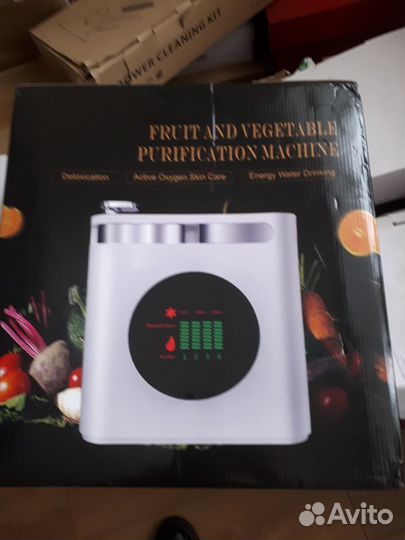 POWER CLEANING KIT
FRUIT AND VEGETABLE
PURIFICATION MACHINE
Detoxication Active Oxygen Skin Care Energy Water Drinking
1 2 3 4
Avito